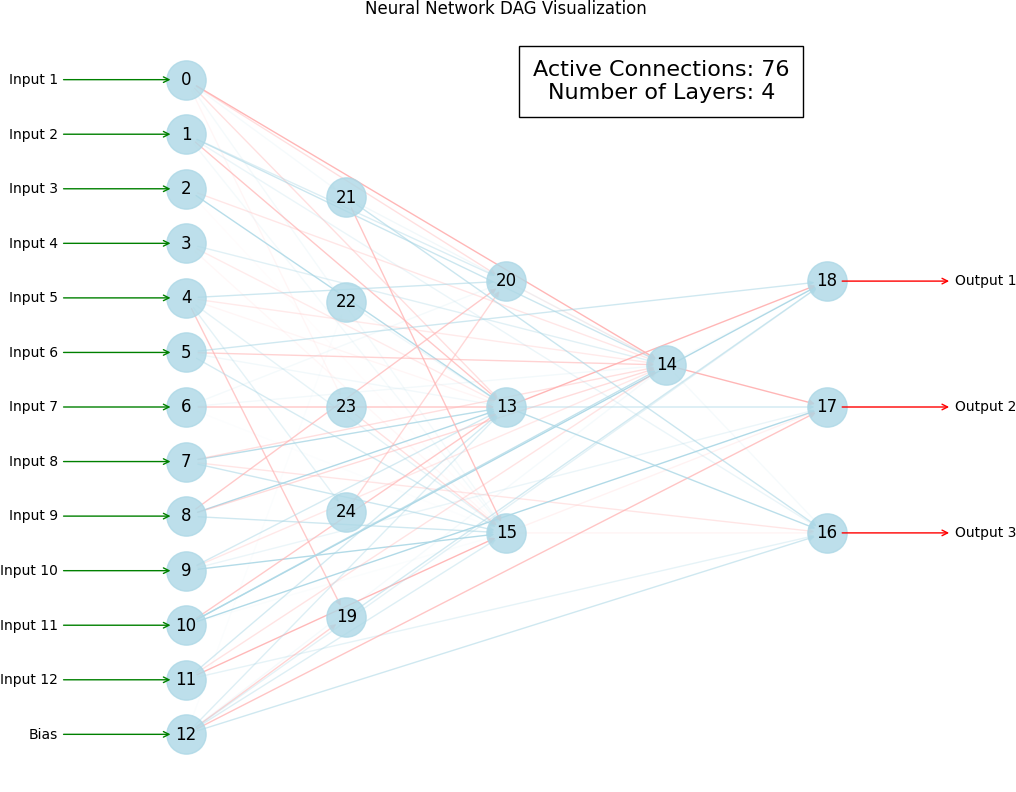 Neural Network DAG Visualization
Active Connections: 76
Number of Layers: 4
Input 1
0
Input 2
1
Input 3
2
21
Input 4
3
20
18
Output 1
Input 5
4
22
Input 6
5
14
Input 7
6
23
13
17
Output 2
Input 8
7
Input 9
8
24
15
16
Output 3
Input 10
9
Input 11
10
19
Input 12
11
Bias
12